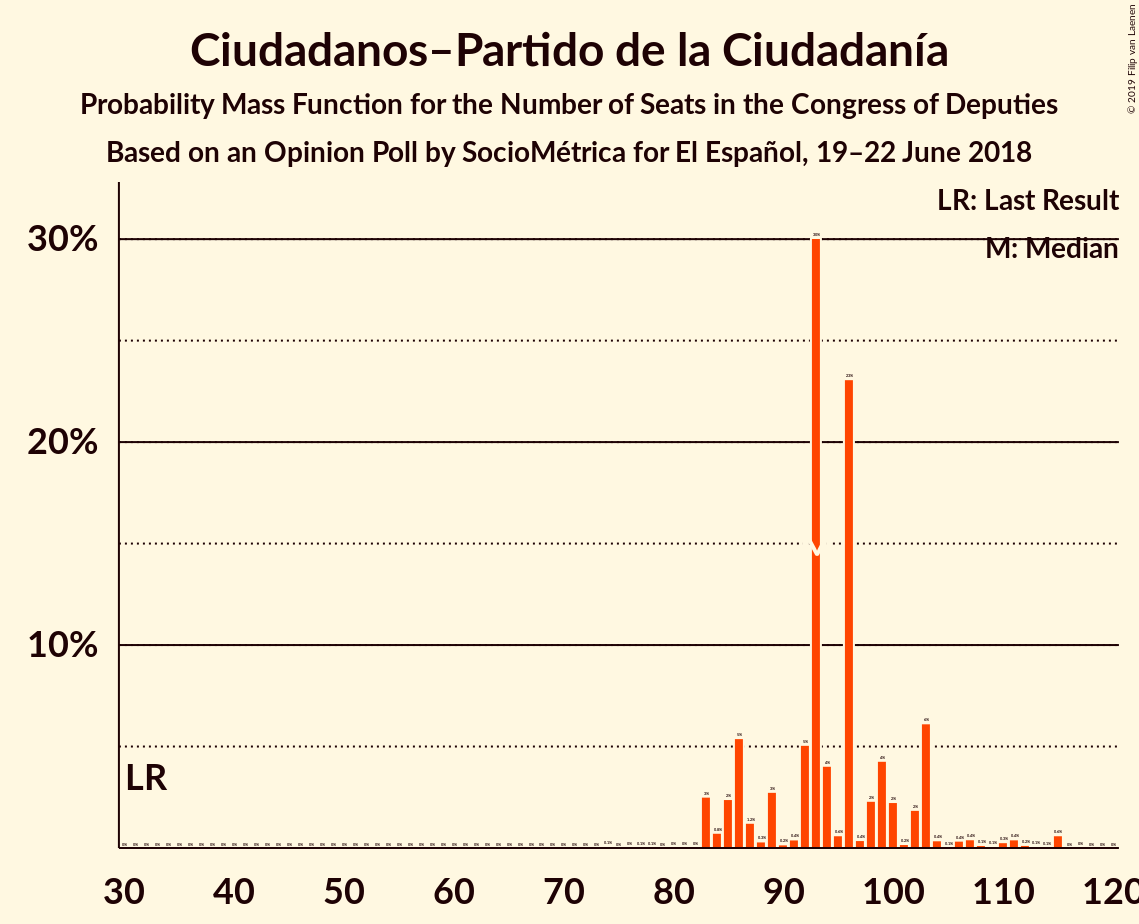 Ciudadanos–Partido de la Ciudadanía
Probability Mass Function for the Number of Seats in the Congress of Deputies
Based on an Opinion Poll by SocioMétrica for El Español, 19–22 June 2018
© 2019 Filip van Laenen
LR: Last Result
M: Median
30%
20%
10%
LR
M
30 40 50 60 70 80 90 100 110 120